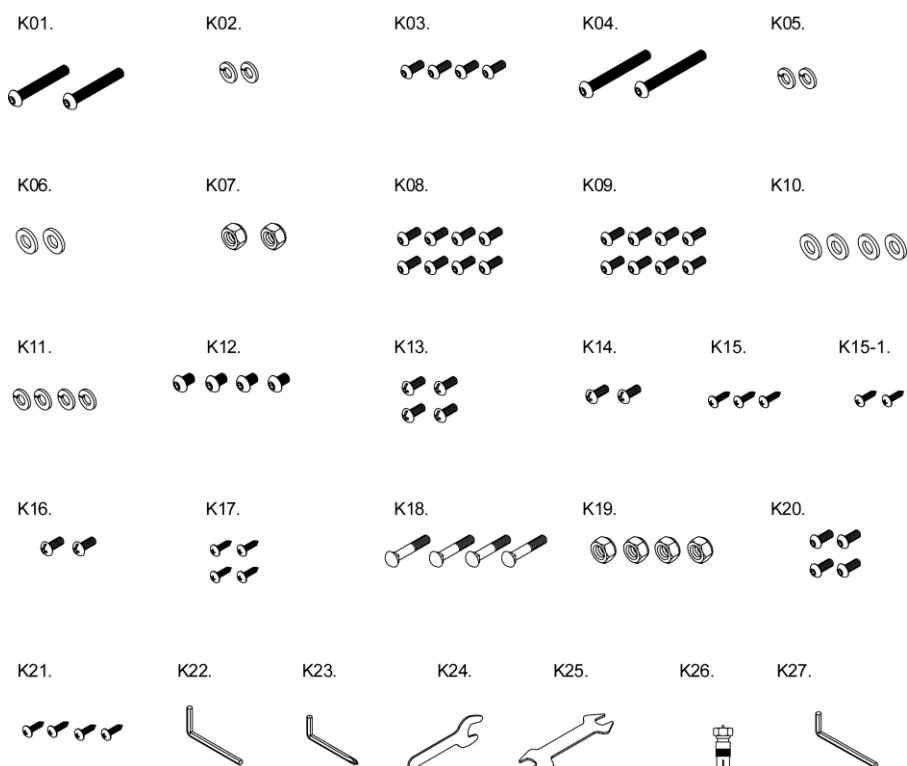 K01. K02. K03. K04. K05.
K06. K07. K08. K09. K10.
K11. K12. K13. K14. K15. K15-1.
K16. K17. K18. K19. K20.
K21. K22. K23. K24. K25. K26. K27.